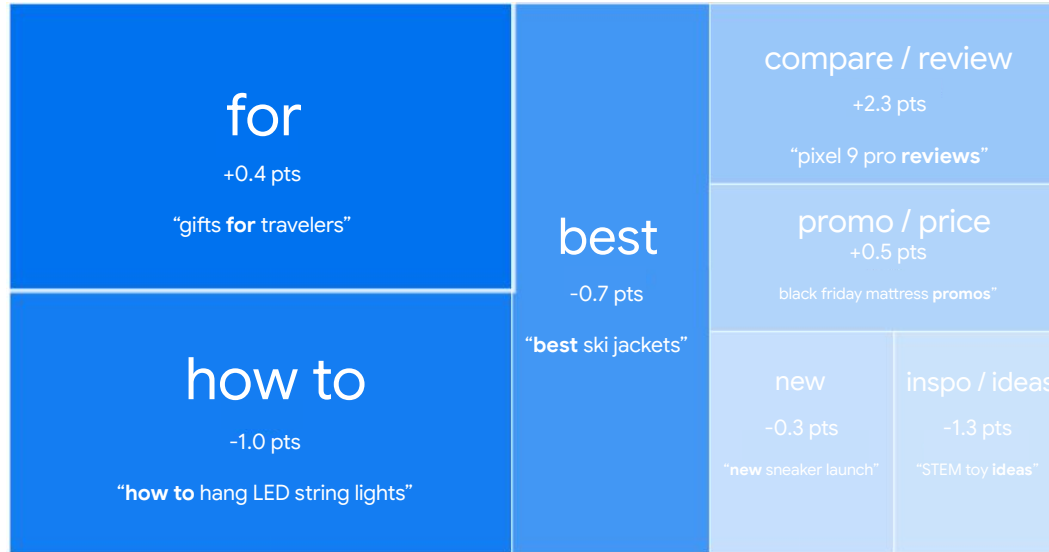 for
+0.4 pts
“gifts for travelers”
how to
-1.0 pts
“how to hang LED string lights”
best
-0.7 pts
“best ski jackets”
compare / review
+2.3 pts
“pixel 9 pro reviews”
promo / price
+0.5 pts
black friday mattress promos”
new
-0.3 pts
“new sneaker launch”
inspo / ideas
-1.3 pts
“STEM toy ideas”